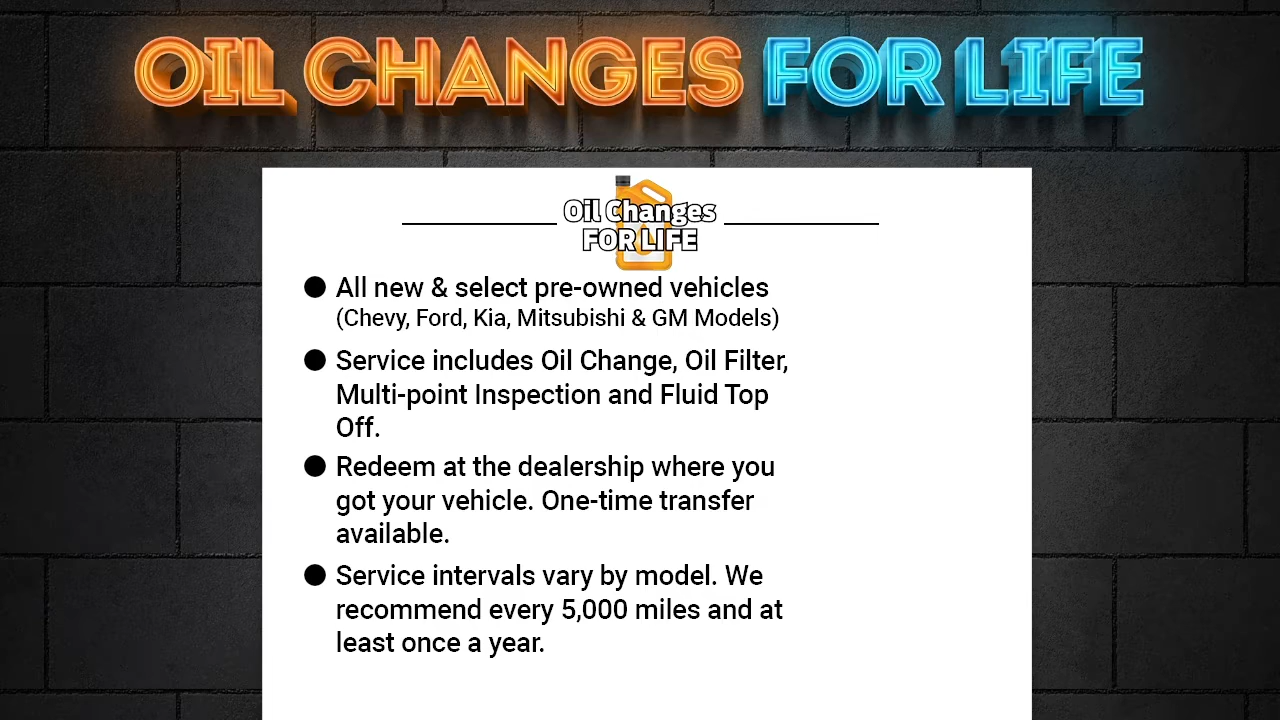 OIL CHANGES FOR LIFE
Oil Changes
FOR LIFE
● All new & select pre-owned vehicles
(Chevy, Ford, Kia, Mitsubishi & GM Models)
● Service includes Oil Change, Oil Filter,
Multi-point Inspection and Fluid Top
Off.
● Redeem at the dealership where you
got your vehicle. One-time transfer
available.
● Service intervals vary by model. We
recommend every 5,000 miles and at
least once a year.